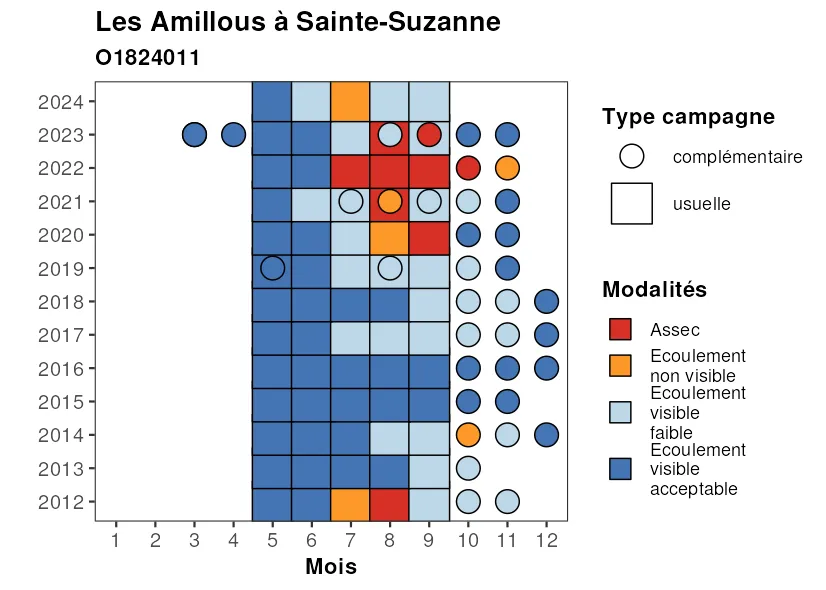 Les Amillous à Sainte-Suzanne
O1824011
2024
2023
2022
2021
2020
2019
2018
2017
2016
2015
2014
2013
2012
1 2 3 4 5 6 7 8 9 10 11 12
Mois
Type campagne
complémentaire
usuelle
Modalités
Assec
Ecoulement
non visible
Ecoulement
visible
faible
Ecoulement
visible
acceptable